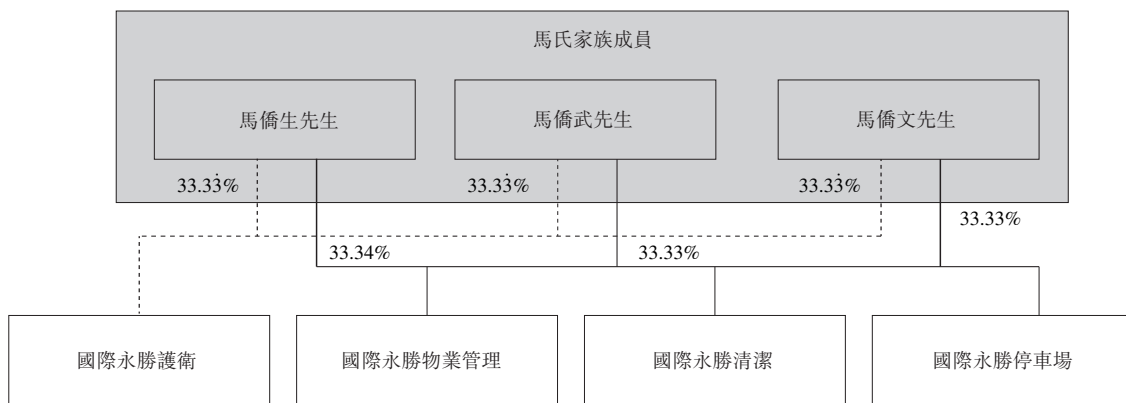 馬氏家族成員
馬僑生先生
馬僑武先生
馬僑文先生
33.33̇%
33.33̇%
33.33̇%
33.33%
33.34%
33.33%
國際永勝護衛
國際永勝物業管理
國際永勝清潔
國際永勝停車場